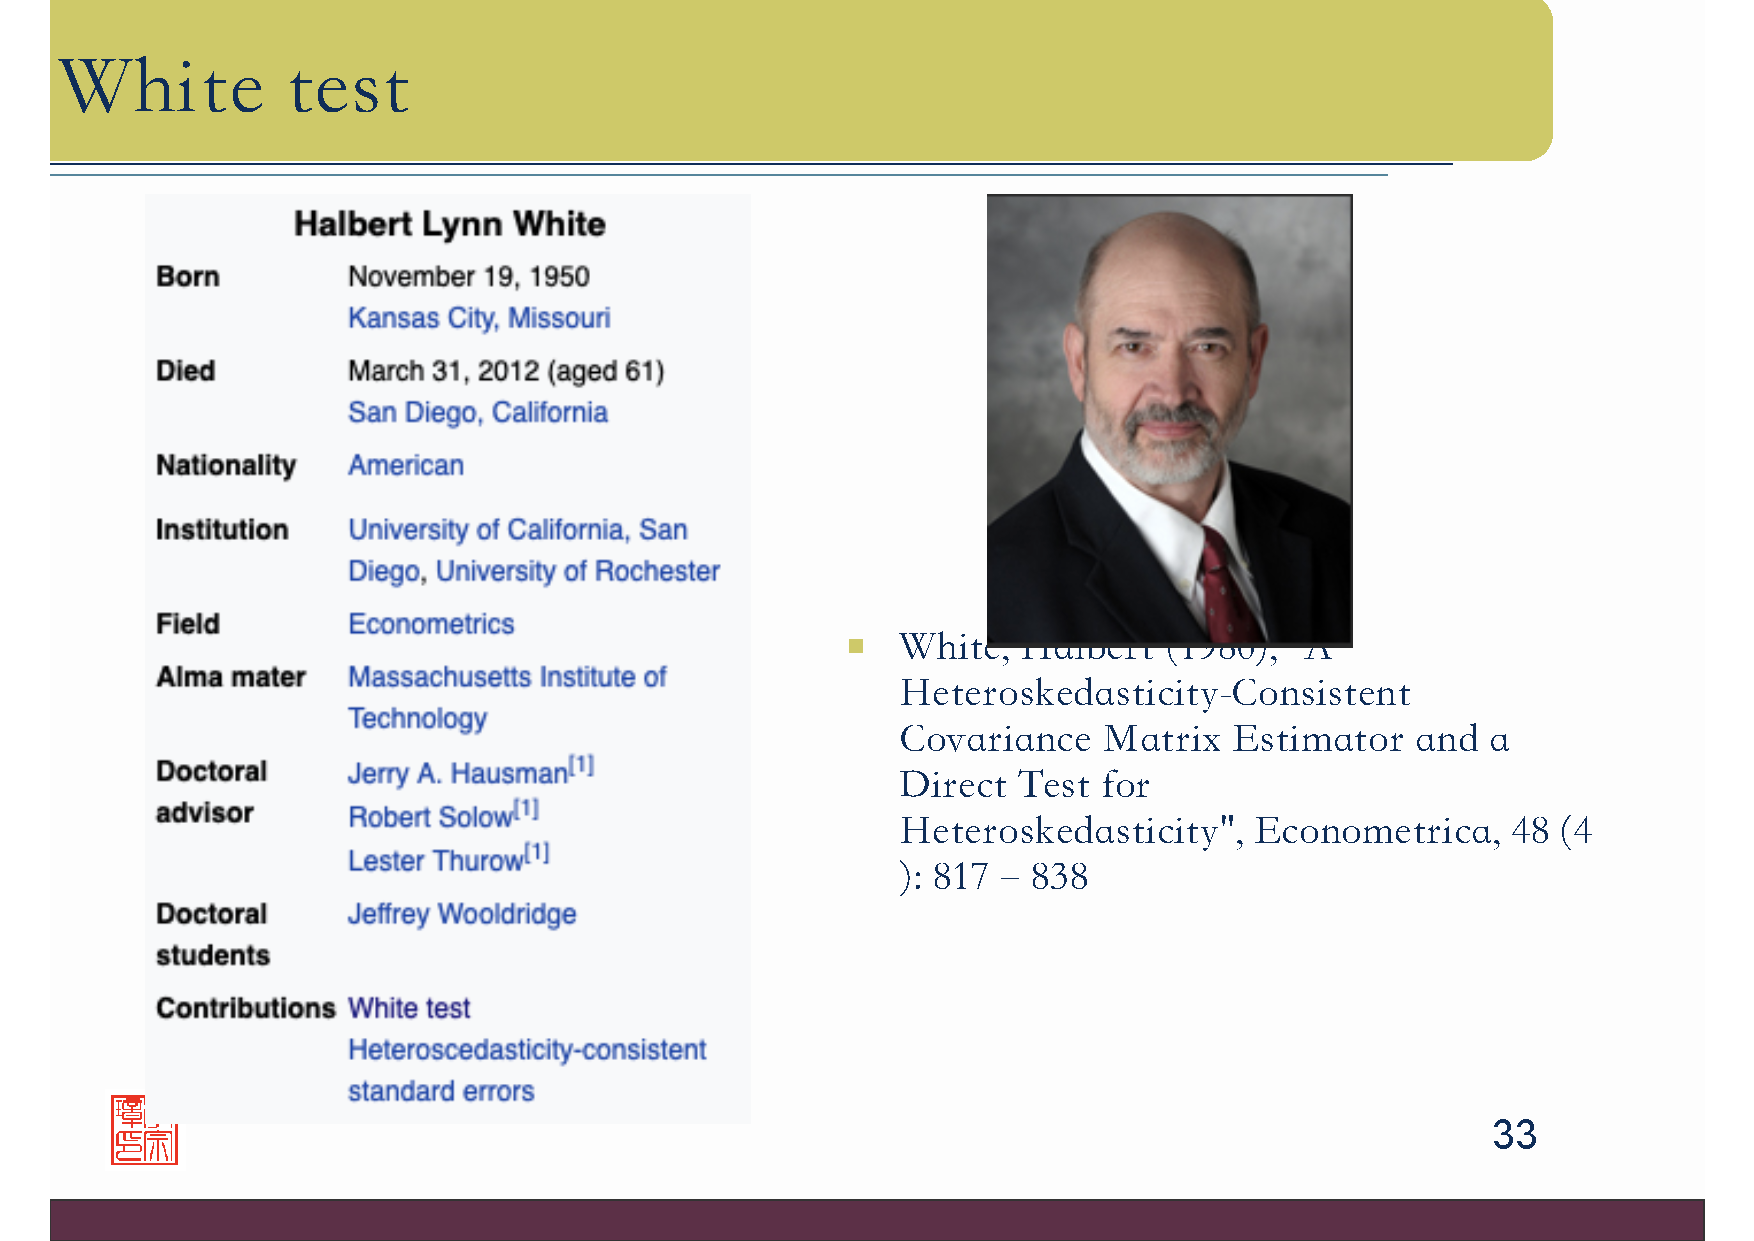 White test
Halbert Lynn White
Born November 19, 1950
Kansas City, Missouri
Died March 31, 2012 (aged 61)
San Diego, California
Nationality American
Institution University of California, San
Diego, University of Rochester
Field Econometrics
Alma mater Massachusetts Institute of
Technology
Doctoral Jerry A. Hausman[1]
advisor Robert Solow[1]
Lester Thurow[1]
Doctoral Jeffrey Wooldridge
students
Contributions White test
Heteroscedasticity-consistent
standard errors
White, Halbert (1980), "A
Heteroskedasticity-Consistent
Covariance Matrix Estimator and a
Direct Test for
Heteroskedasticity", Econometrica, 48 (4
): 817 – 838
33